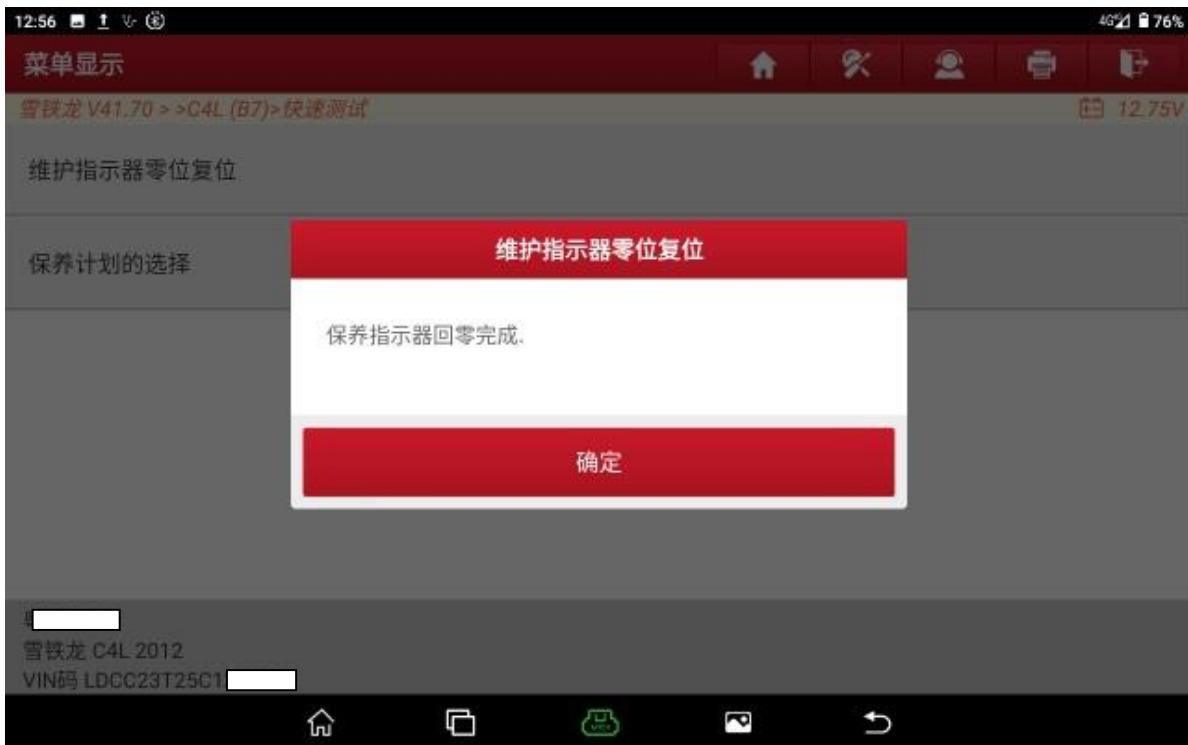 12:56
4G 76%
菜单显示
雪铁龙 V41.70 > >C4L (B7)>快速测试
12.75V
维护指示器零位复位
保养计划的选择
维护指示器零位复位
保养指示器回零完成.
确定
雪铁龙 C4L 2012
VIN码 LDCC23T25C1
VCI